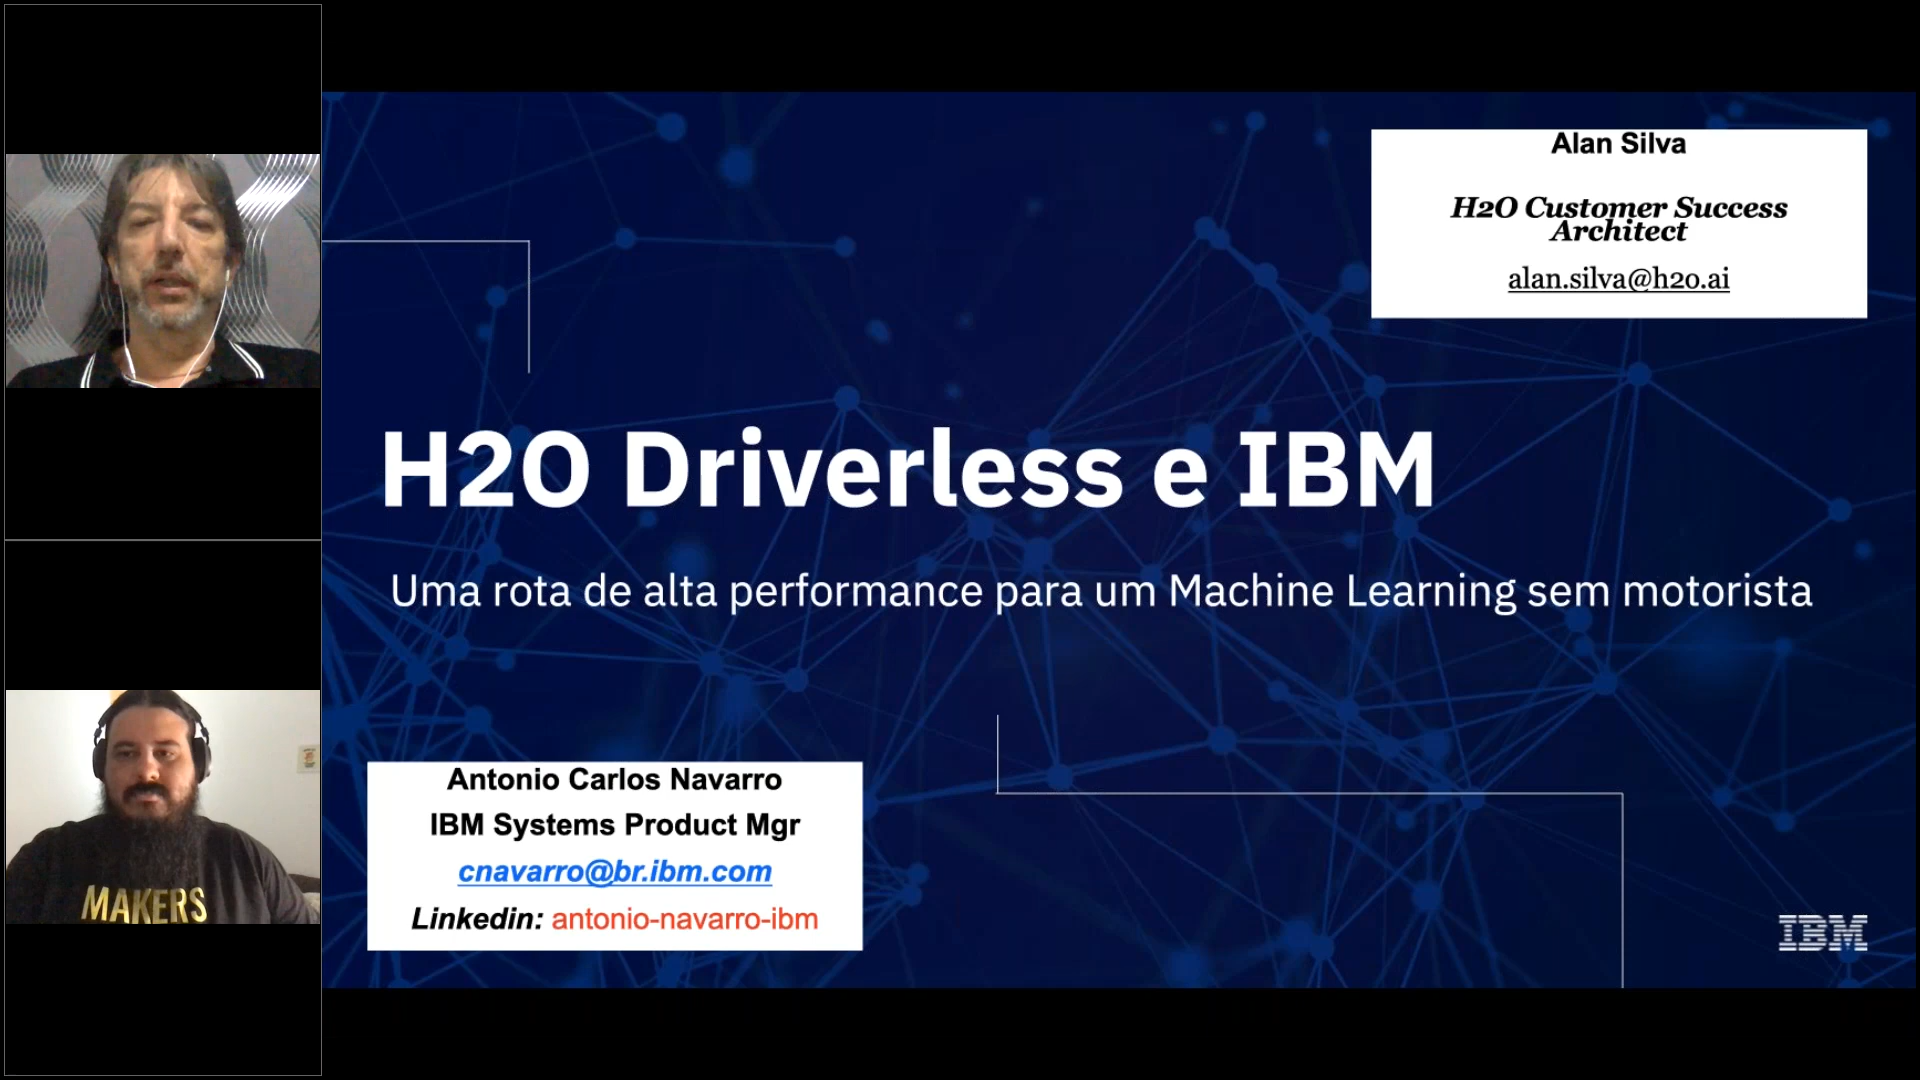 Alan Silva
H2O Customer Success
Architect
alan.silva@h2o.ai
H2O Driverless e IBM
Uma rota de alta performance para um Machine Learning sem motorista
Antonio Carlos Navarro
IBM Systems Product Mgr
cnavarro@br.ibm.com
Linkedin: antonio-navarro-ibm
IBM
MAKERS